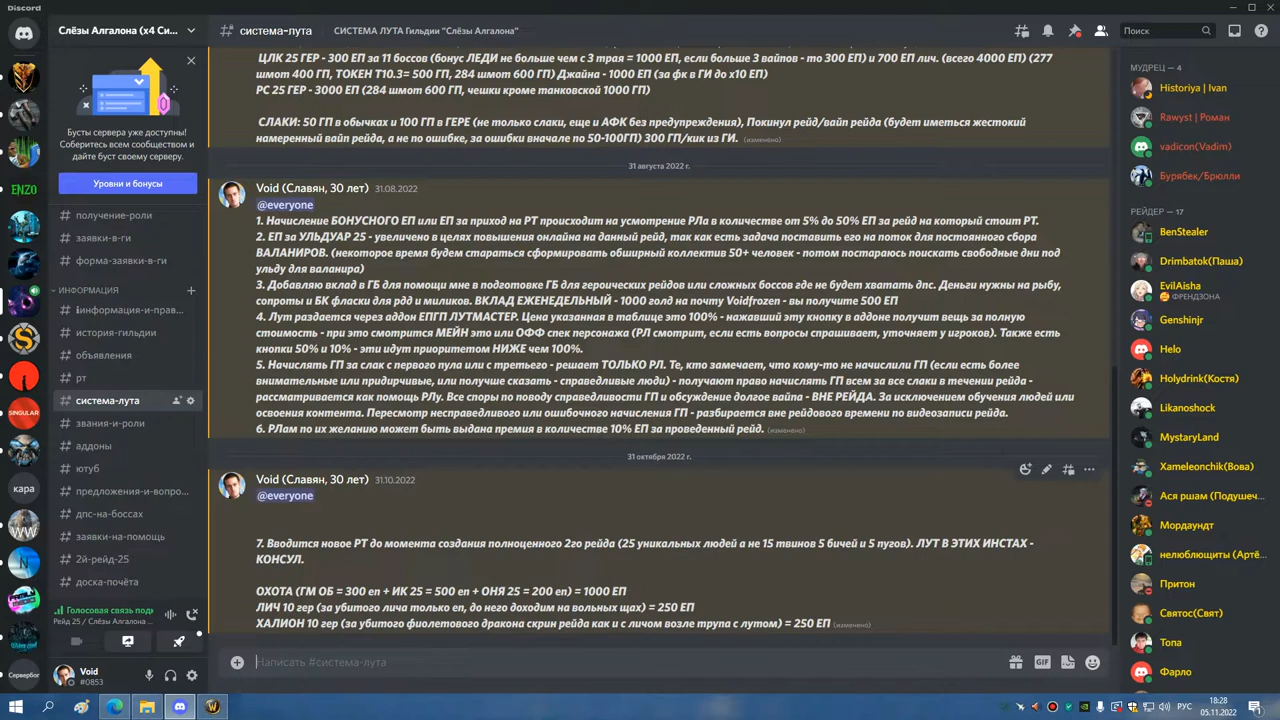 Discord
Слёзы Алгалона (x4 Си...
Бусты сервера уже доступны!
Соберитесь всем сообществом и
дайте буст своему серверу.
Уровни и бонусы
получение-роли
заявки-в-ги
форма-заявки-в-ги
ИНФОРМАЦИЯ
информация-и-прав...
история-гильдии
объявления
рт
система-лута
звания-и-роли
аддоны
ютуб
предложения-и-вопро...
дпс-на-боссах
заявки-на-помощь
2й-рейд-25
доска-почёта
Голосовая связь подк
Рейд 25 / Слёзы Алгалона...
Void
#0853
ENZO
SINGULAR
кара
WW
N
Сервербог
система-лута
СИСТЕМА ЛУТА Гильдии "Слёзы Алгалона"
Поиск
ЦЛК 25 ГЕР - 300 ЕП за 11 боссов (бонус ЛЕДИ не больше чем с 3 трая = 1000 ЕП, если больше 3 вайпов - то 300 ЕП) и 700 ЕП лич. (всего 4000 ЕП) (277
шмот 400 ГП, ТОКЕН Т10.3= 500 ГП, 284 шмот 600 ГП), Джайна - 1000 ЕП (за фк в ГИ до х10 ЕП)
РС 25 ГЕР - 3000 ЕП (284 шмот 600 ГП, чешки кроме танковской 1000 ГП)
СЛАКИ: 50 ГП в обычках и 100 ГП в ГЕРЕ (не только слаки, еще и АФК без предупреждения), Покинул рейд/вайп рейда (будет иметься жестокий
намеренный вайп рейда, а не по ошибке, за ошибки вначале по 50-100ГП) 300 ГП/кик из ГИ. (изменено)
31 августа 2022 г.
Void (Славян, 30 лет) 31.08.2022
@everyone
1. Начисление БОНУСНОГО ЕП или ЕП за приход на РТ происходит на усмотрение РЛа в количестве от 5% до 50% ЕП за рейд на который стоит РТ.
2. ЕП за УЛЬДУАР 25 - увеличено в целях повышения онлайна на данный рейд, так как есть задача поставить его на поток для постоянного сбора
ВАЛАНИРОВ. (некоторое время будем стараться сформировать обширный коллектив 50+ человек - потом постараюсь поискать свободные дни под
ульду для валанира)
3. Добавляю вклад в ГБ для помощи мне в подготовке ГБ для героических рейдов или сложных боссов где не будет хватать дпс. Деньги нужны на рыбу,
сопроты и БК фласки для рдд и миликов. ВКЛАД ЕЖЕНЕДЕЛЬНЫЙ - 1000 голд на почту Voidfrozen - вы получите 500 ЕП
4. Лут раздается через аддон ЕПГП ЛУТМАСТЕР. Цена указанная в таблице это 100% - нажавший эту кнопку в аддоне получит вещь за полную
стоимость - при это смотрится МЕЙН это или ОФФ спек персонажа (РЛ смотрит, если есть вопросы спрашивает, уточняет у игроков). Также есть
кнопки 50% и 10% - эти идут приоритетом НИЖЕ чем 100%.
5. Начислять ГП за слак с первого пула или с третьего - решает ТОЛЬКО РЛ. Те, кто замечает, что кому-то не начислили ГП (если есть более
внимательные или придирчивые, или получше сказать - справедливые люди) - получают право начислять ГП всем за все слаки в течении рейда -
рассматривается как помощь РЛу. Все споры по поводу справедливости ГП и обсуждение долгое вайпа - ВНЕ РЕЙДА. За исключением обзыва людей или
освоения контента. Пересмотр несправедливого или ошибочного начисления ГП - разбирается вне рейдового времени по видеозаписи рейда.
6. РЛам по их желанию может быть выдана премия в количестве 10% ЕП за проведенный рейд. (изменено)
31 октября 2022 г.
Void (Славян, 30 лет) 31.10.2022
@everyone
7. Вводится новое РТ до момента создания полноценного 2го рейда (25 уникальных людей а не 15 твинов 5 бичей и 5 пугов). ЛУТ В ЭТИХ ИНСТАХ -
КОНСУЛ.
ОХОТА (ГМ ОБ = 300 еп + ИК 25 = 500 еп + ОНЯ 25 = 200 еп) = 1000 ЕП
ЛИЧ 10 гер (за убитого лича только еп, до него доходим на вольных щах) = 250 ЕП
ХАЛИОН 10 гер (за убитого фиолетового дракона скрин рейда как и с личом возле трупа с лутом) = 250 ЕП (изменено)
Написать #система-лута
GIF
МУДРЕЦ — 4
Historiya | Ivan
Rawyst | Роман
vadicon(Vadim)
Бурябек/Брюлли
РЕЙДЕР — 17
BenStealer
Drimbatok(Паша)
EvilAisha
ФРЕНДЗОНА
Genshinjr
Helo
Holydrink(Костя)
Likanoshock
MystaryLand
Xameleonchik(Вова)
Ася ршам (Подушеч...
Мордаундт
нелюблющиты (Артё...
Притон
Святос(Свят)
Топа
Фарло
РУС
18:28
05.11.2022